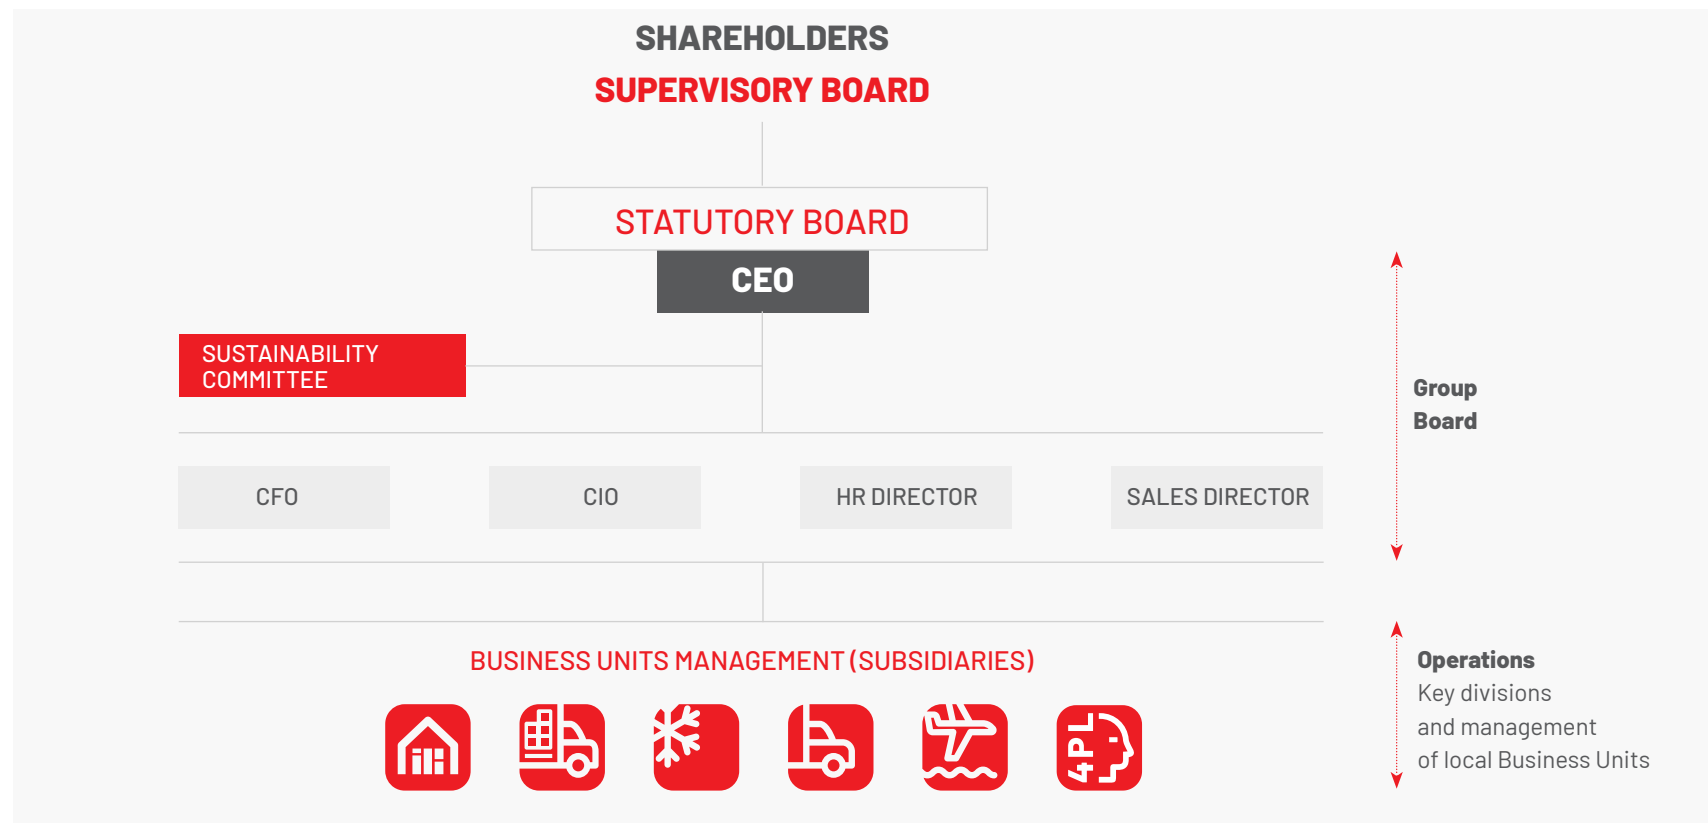 SHAREHOLDERS
SUPERVISORY BOARD
STATUTORY BOARD
CEO
SUSTAINABILITY
COMMITTEE
Group
Board
CFO
CIO
HR DIRECTOR
SALES DIRECTOR
BUSINESS UNITS MANAGEMENT (SUBSIDIARIES)
Operations
Key divisions
and management
of local Business Units
4PL